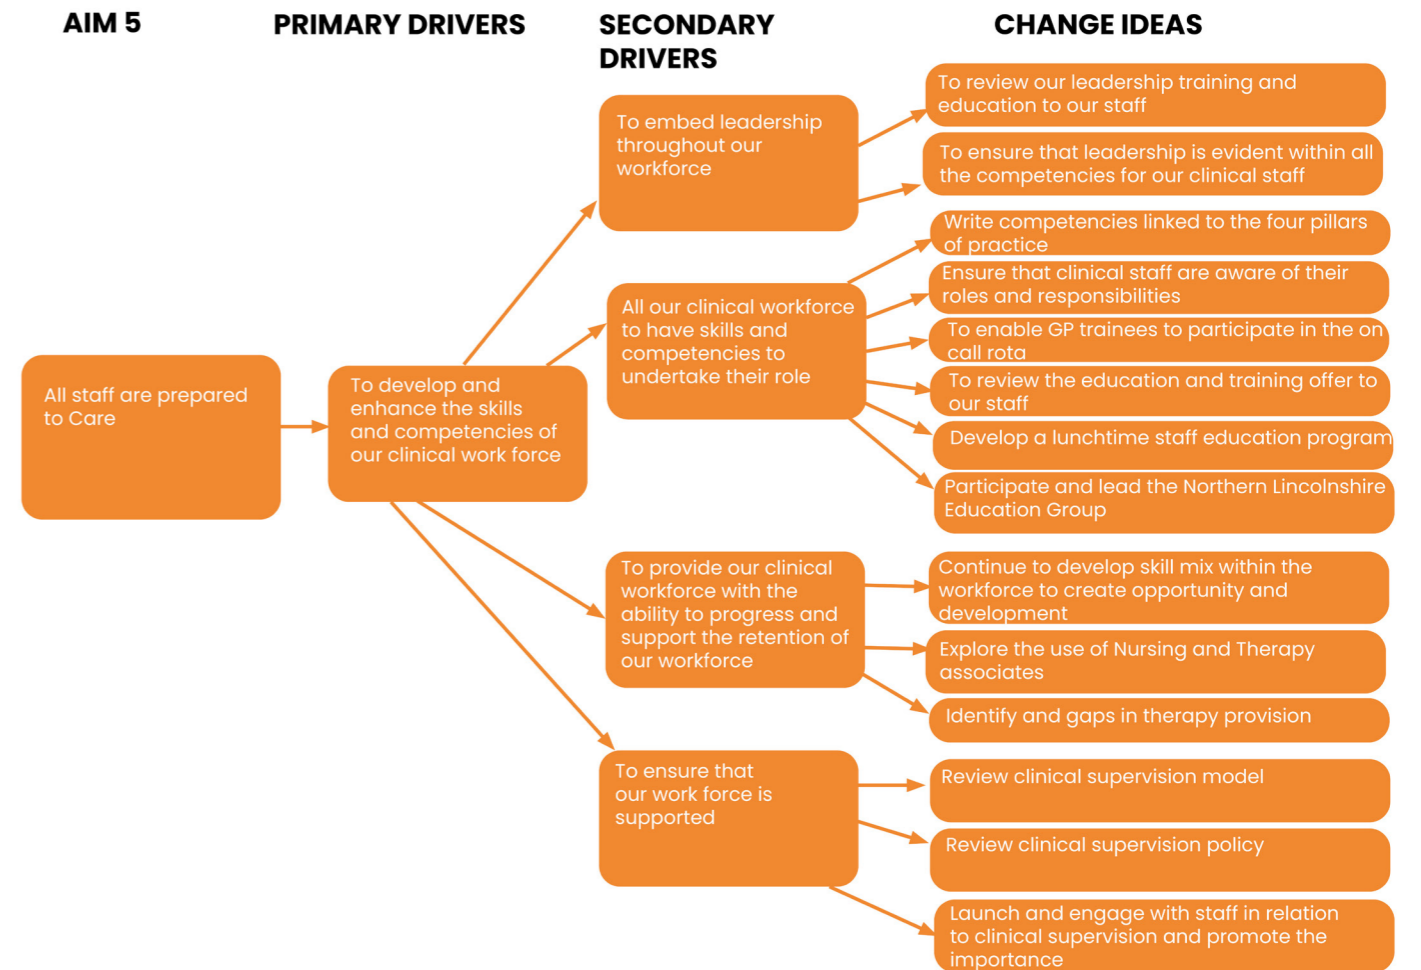 AIM 5
PRIMARY DRIVERS
SECONDARY
DRIVERS
CHANGE IDEAS
All staff are prepared
to Care
To develop and
enhance the skills
and competencies of
our clinical work force
To embed leadership
throughout our
workforce
To review our leadership training and
education to our staff
To ensure that leadership is evident within all
the competencies for our clinical staff
All our clinical workforce
to have skills and
competencies to
undertake their role
Write competencies linked to the four pillars
of practice
Ensure that clinical staff are aware of their
roles and responsibilities
To enable GP trainees to participate in the on
call rota
To review the education and training offer to
our staff
Develop a lunchtime staff education program
Participate and lead the Northern Lincolnshire
Education Group
To provide our clinical
workforce with the
ability to progress and
support the retention of
our workforce
Continue to develop skill mix within the
workforce to create opportunity and
development
Explore the use of Nursing and Therapy
associates
Identify and gaps in therapy provision
To ensure that
our work force is
supported
Review clinical supervision model
Review clinical supervision policy
Launch and engage with staff in relation
to clinical supervision and promote the
importance